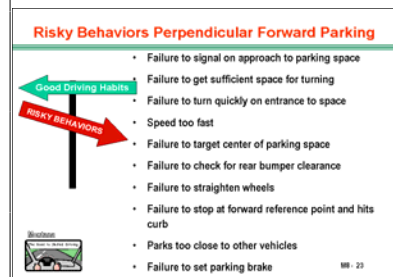 Risky Behaviors Perpendicular Forward Parking
• Failure to signal on approach to parking space
• Failure to get sufficient space for turning
Good Driving Habits
• Failure to turn quickly on entrance to space
RISKY BEHAVIORS
• Speed too fast
• Failure to target center of parking space
• Failure to check for rear bumper clearance
• Failure to straighten wheels
• Failure to stop at forward reference point and hits
curb
Montana
• Parks too close to other vehicles
• Failure to set parking brake
M8 - 23